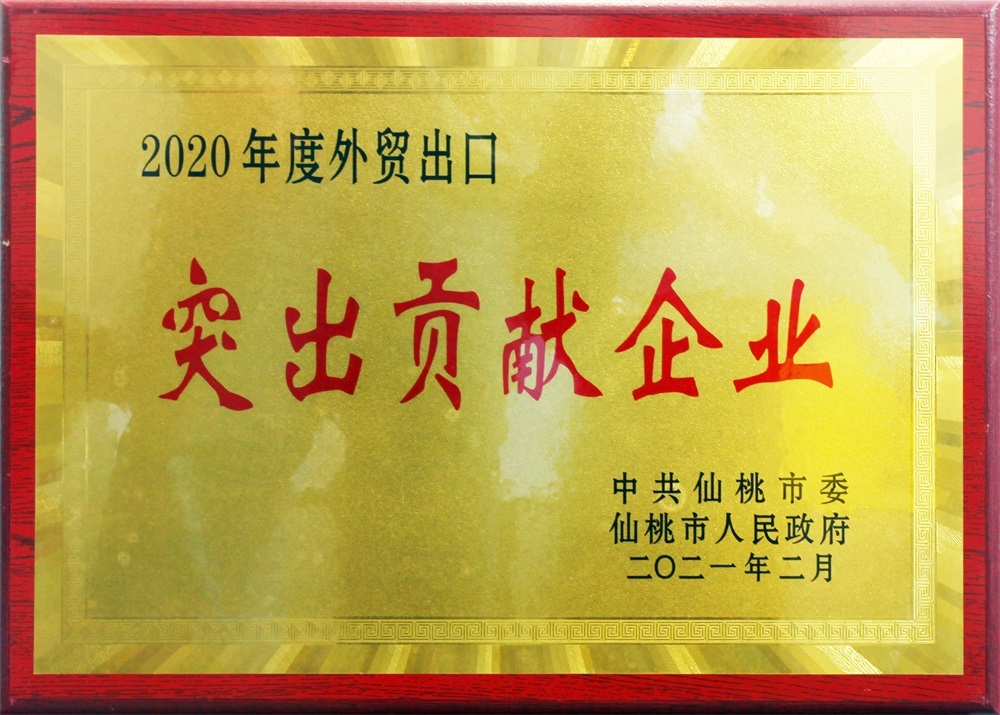 2020年度外贸出口
突出贡献企业
中共仙桃市委
仙桃市人民政府
二〇二一年二月